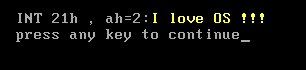 INT 21h , ah=2:I love OS !!!
press any key to continue_